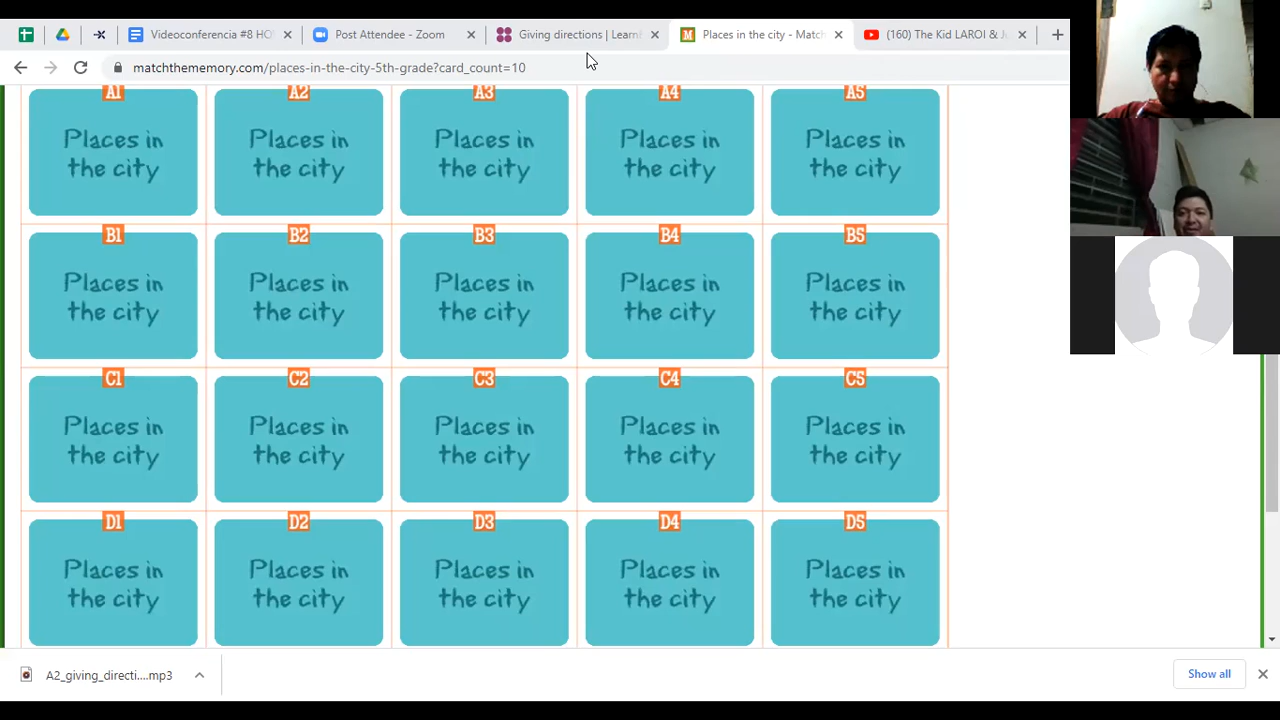 Videoconferencia #8 HO
Post Attendee - Zoom
Giving directions | Learn
Places in the city - Match
(160) The Kid LAROI & J
matchthememory.com/places-in-the-city-5th-grade?card_count=10
A1 A2 A3 A4 A5
Places in Places in Places in Places in Places in
the city the city the city the city the city
B1 B2 B3 B4 B5
Places in Places in Places in Places in Places in
the city the city the city the city the city
C1 C2 C3 C4 C5
Places in Places in Places in Places in Places in
the city the city the city the city the city
D1 D2 D3 D4 D5
Places in Places in Places in Places in Places in
the city the city the city the city the city
A2_giving_directi....mp3
Show all